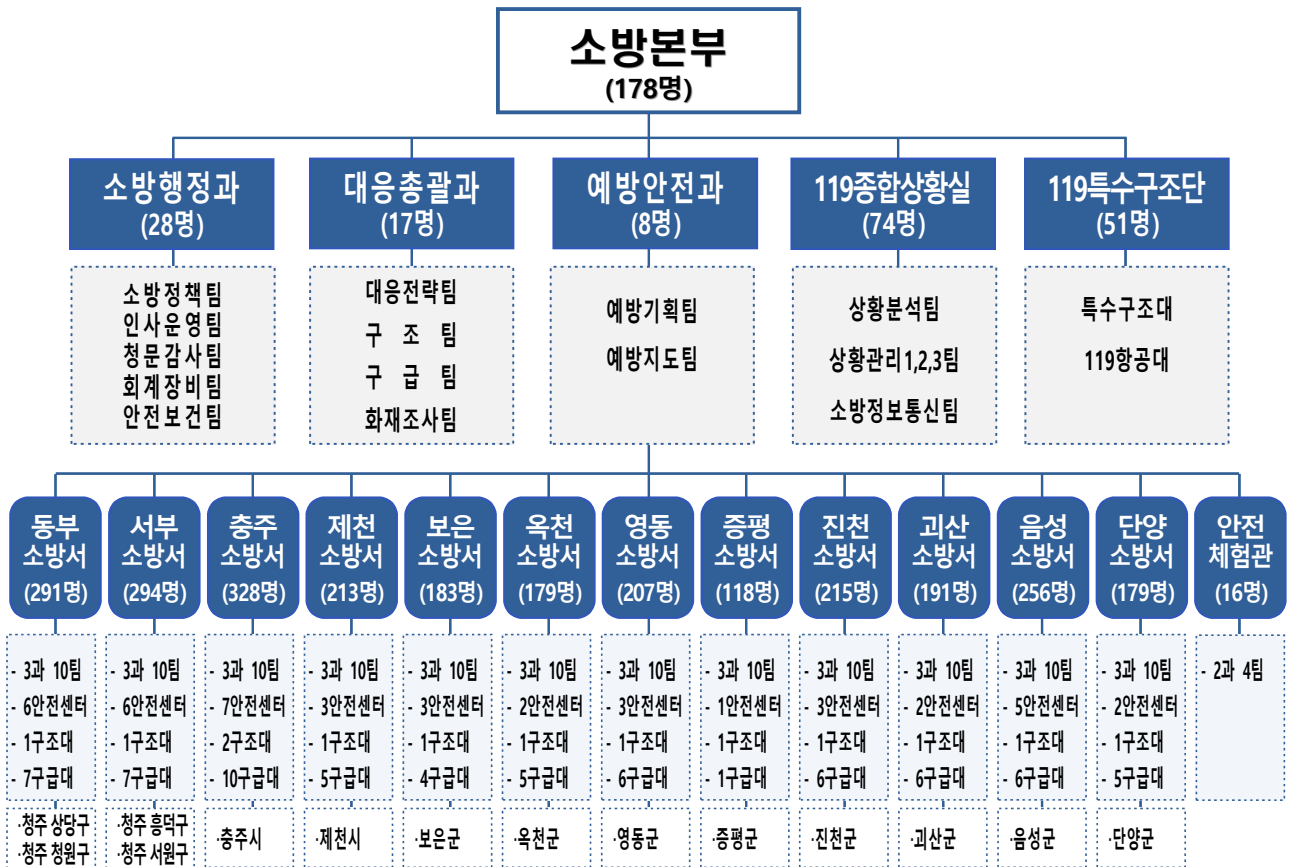 소방본부
(178명)
소방행정과
(28명)
대응총괄과
(17명)
예방안전과
(8명)
119종합상황실
(74명)
119특수구조단
(51명)
소방정책팀
인사운영팀
청문감사팀
회계장비팀
안전보건팀
대응전략팀
구 조 팀
구 급 팀
화재조사팀
예방기획팀
예방지도팀
상황분석팀
상황관리1,2,3팀
소방정보통신팀
특수구조대
119항공대
동부
소방서
(291명)
- 3과 10팀
- 6안전센터
- 1구조대
- 7구급대
·청주 상당구
·청주 청원구
서부
소방서
(294명)
- 3과 10팀
- 6안전센터
- 1구조대
- 7구급대
·청주 흥덕구
·청주 서원구
충주
소방서
(328명)
- 3과 10팀
- 7안전센터
- 2구조대
- 10구급대
·충주시
제천
소방서
(213명)
- 3과 10팀
- 3안전센터
- 1구조대
- 5구급대
·제천시
보은
소방서
(183명)
- 3과 10팀
- 3안전센터
- 1구조대
- 4구급대
·보은군
옥천
소방서
(179명)
- 3과 10팀
- 2안전센터
- 1구조대
- 5구급대
·옥천군
영동
소방서
(207명)
- 3과 10팀
- 3안전센터
- 1구조대
- 6구급대
·영동군
증평
소방서
(118명)
- 3과 10팀
- 1안전센터
- 1구조대
- 1구급대
·증평군
진천
소방서
(215명)
- 3과 10팀
- 3안전센터
- 1구조대
- 6구급대
·진천군
괴산
소방서
(191명)
- 3과 10팀
- 2안전센터
- 1구조대
- 6구급대
·괴산군
음성
소방서
(256명)
- 3과 10팀
- 5안전센터
- 1구조대
- 6구급대
·음성군
단양
소방서
(179명)
- 3과 10팀
- 2안전센터
- 1구조대
- 5구급대
·단양군
안전
체험관
(16명)
- 2과 4팀